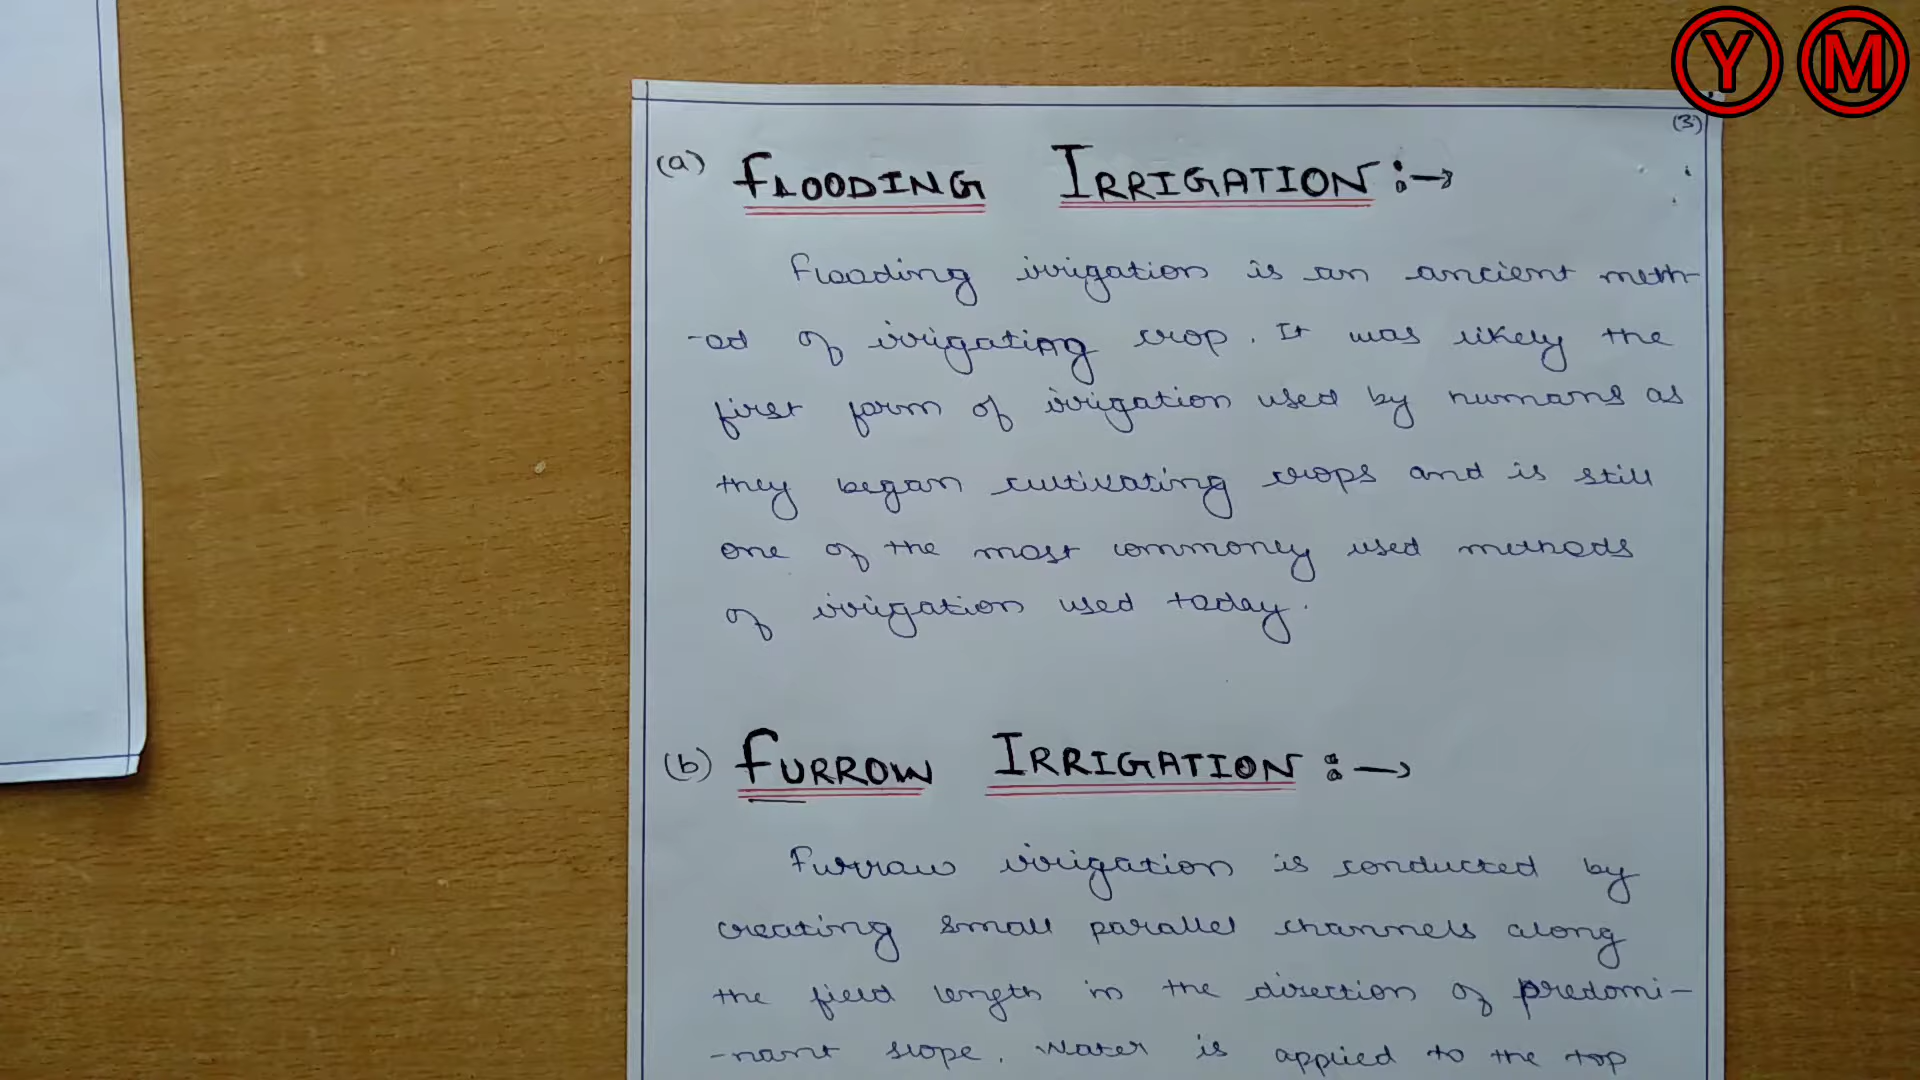 Y M
(3)
(a) FLOODING IRRIGATION :→
Flooding irrigation is an ancient meth-
-od of irrigating crop. It was likely the
first form of irrigation used by humans as
they began cultivating crops and is still
one of the most commonly used methods
of irrigation used today.
(b) FURROW IRRIGATION :→
Furrow irrigation is conducted by
creating small parallel channels along
the field length in the direction of predomi-
-nant slope. Water is applied to the top